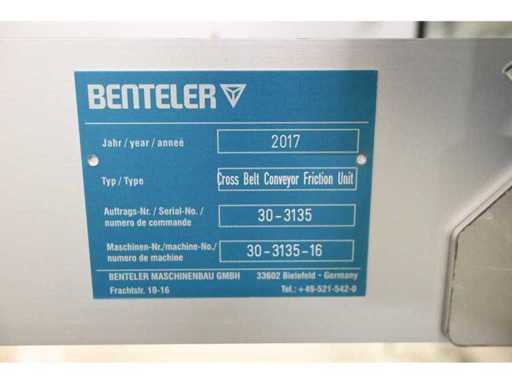 BENTELER
Jahr / year / anneé 2017
Typ / Type Cross Belt Conveyor Friction Unit
Auftrags-Nr. / Serial-No. / 30-3135
numero de commande
Maschinen-Nr./machine-No./ 30-3135-16
numero de machine
BENTELER MASCHINENBAU GMBH 33602 Bielefeld - Germany
Frachtstr. 10-16 Tel.: +49-521-542-0